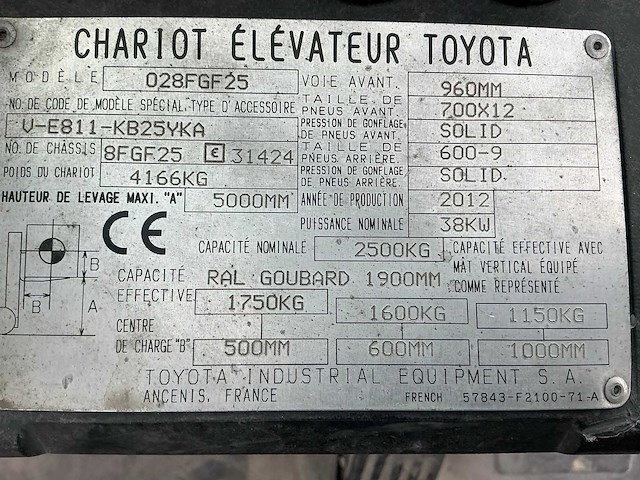 CHARIOT ÉLÉVATEUR TOYOTA
MODÈLE 028FGF25 VOIE AVANT. 960MM
NO. DE CODE DE MODÈLE SPÉCIAL, TYPE D'ACCESSOIRE TAILLE DE PNEUS AVANT. 700X12
V-E811-KB25YKA PRESSION DE GONFLAGE DE PNEUS AVANT. SOLID
NO. DE CHÂSSIS 8FGF25 E 31424 TAILLE DE PNEUS ARRIÈRE. 600-9
POIDS DU CHARIOT 4166KG PRESSION DE GONFLAGE DE PNEUS ARRIÈRE. SOLID
HAUTEUR DE LEVAGE MAXI. "A" 5000MM ANNÉE DE PRODUCTION 2012
CE PUISSANCE NOMINALE 38KW
CAPACITÉ NOMINALE 2500KG CAPACITÉ EFFECTIVE AVEC
MÂT VERTICAL ÉQUIPÉ
COMME REPRÉSENTÉ
B
B
A
CAPACITÉ RAL GOUBARD 1900MM
EFFECTIVE 1750KG 1600KG 1150KG
CENTRE
DE CHARGE "B" 500MM 600MM 1000MM
TOYOTA INDUSTRIAL EQUIPMENT S.A.
ANCENIS, FRANCE FRENCH 57843-F2100-71-A